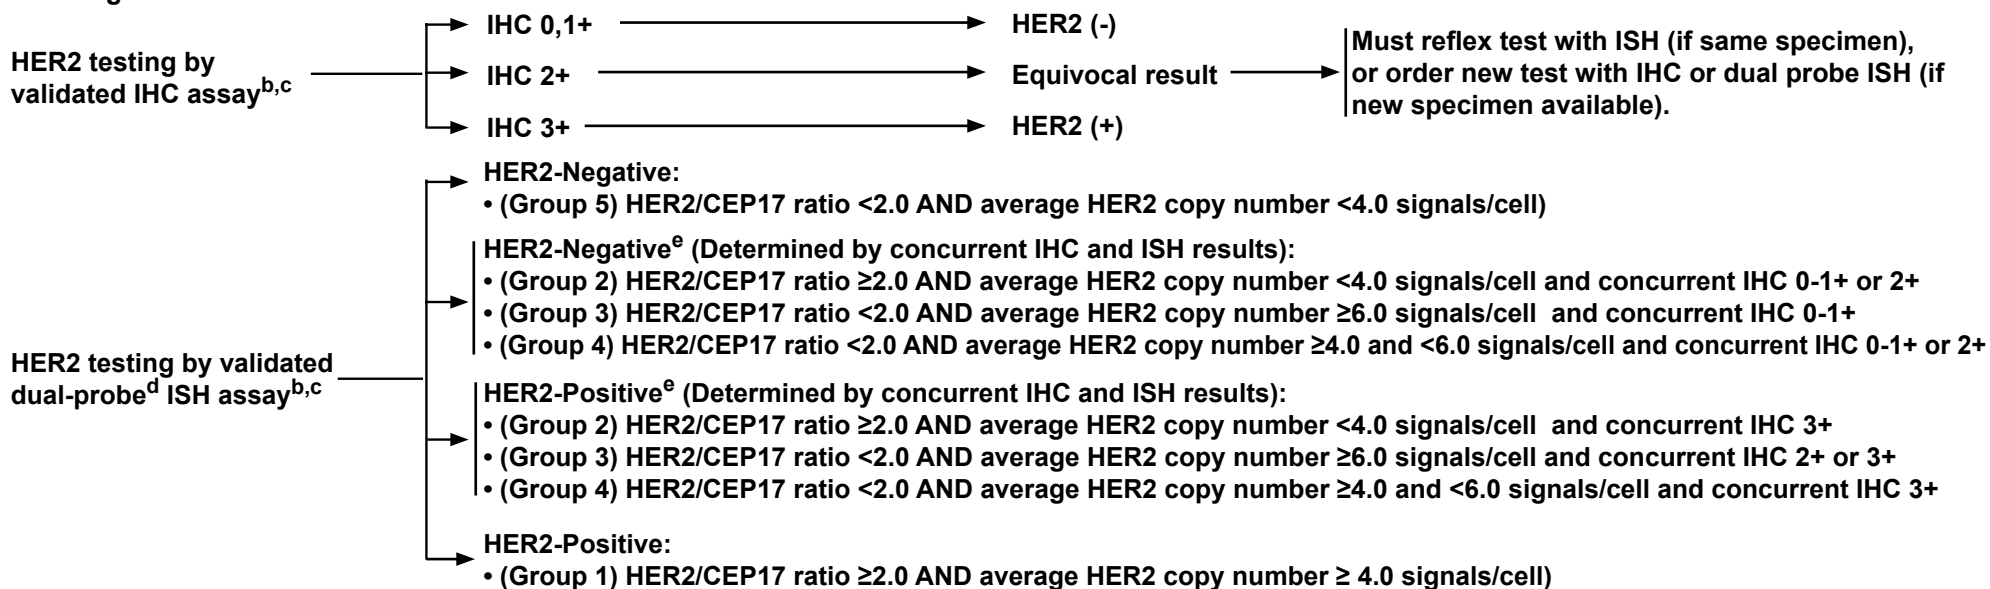 HER2 testing by
validated IHC assayb,c
IHC 0,1+
HER2 (-)
IHC 2+
Equivocal result
Must reflex test with ISH (if same specimen),
or order new test with IHC or dual probe ISH (if
new specimen available).
IHC 3+
HER2 (+)
HER2 testing by validated
dual-probed ISH assayb,c
HER2-Negative:
• (Group 5) HER2/CEP17 ratio <2.0 AND average HER2 copy number <4.0 signals/cell)
HER2-Negativee (Determined by concurrent IHC and ISH results):
• (Group 2) HER2/CEP17 ratio ≥2.0 AND average HER2 copy number <4.0 signals/cell and concurrent IHC 0-1+ or 2+
• (Group 3) HER2/CEP17 ratio <2.0 AND average HER2 copy number ≥6.0 signals/cell and concurrent IHC 0-1+
• (Group 4) HER2/CEP17 ratio <2.0 AND average HER2 copy number ≥4.0 and <6.0 signals/cell and concurrent IHC 0-1+ or 2+
HER2-Positivee (Determined by concurrent IHC and ISH results):
• (Group 2) HER2/CEP17 ratio ≥2.0 AND average HER2 copy number <4.0 signals/cell and concurrent IHC 3+
• (Group 3) HER2/CEP17 ratio <2.0 AND average HER2 copy number ≥6.0 signals/cell and concurrent IHC 2+ or 3+
• (Group 4) HER2/CEP17 ratio <2.0 AND average HER2 copy number ≥4.0 and <6.0 signals/cell and concurrent IHC 3+
HER2-Positive:
• (Group 1) HER2/CEP17 ratio ≥2.0 AND average HER2 copy number ≥ 4.0 signals/cell)